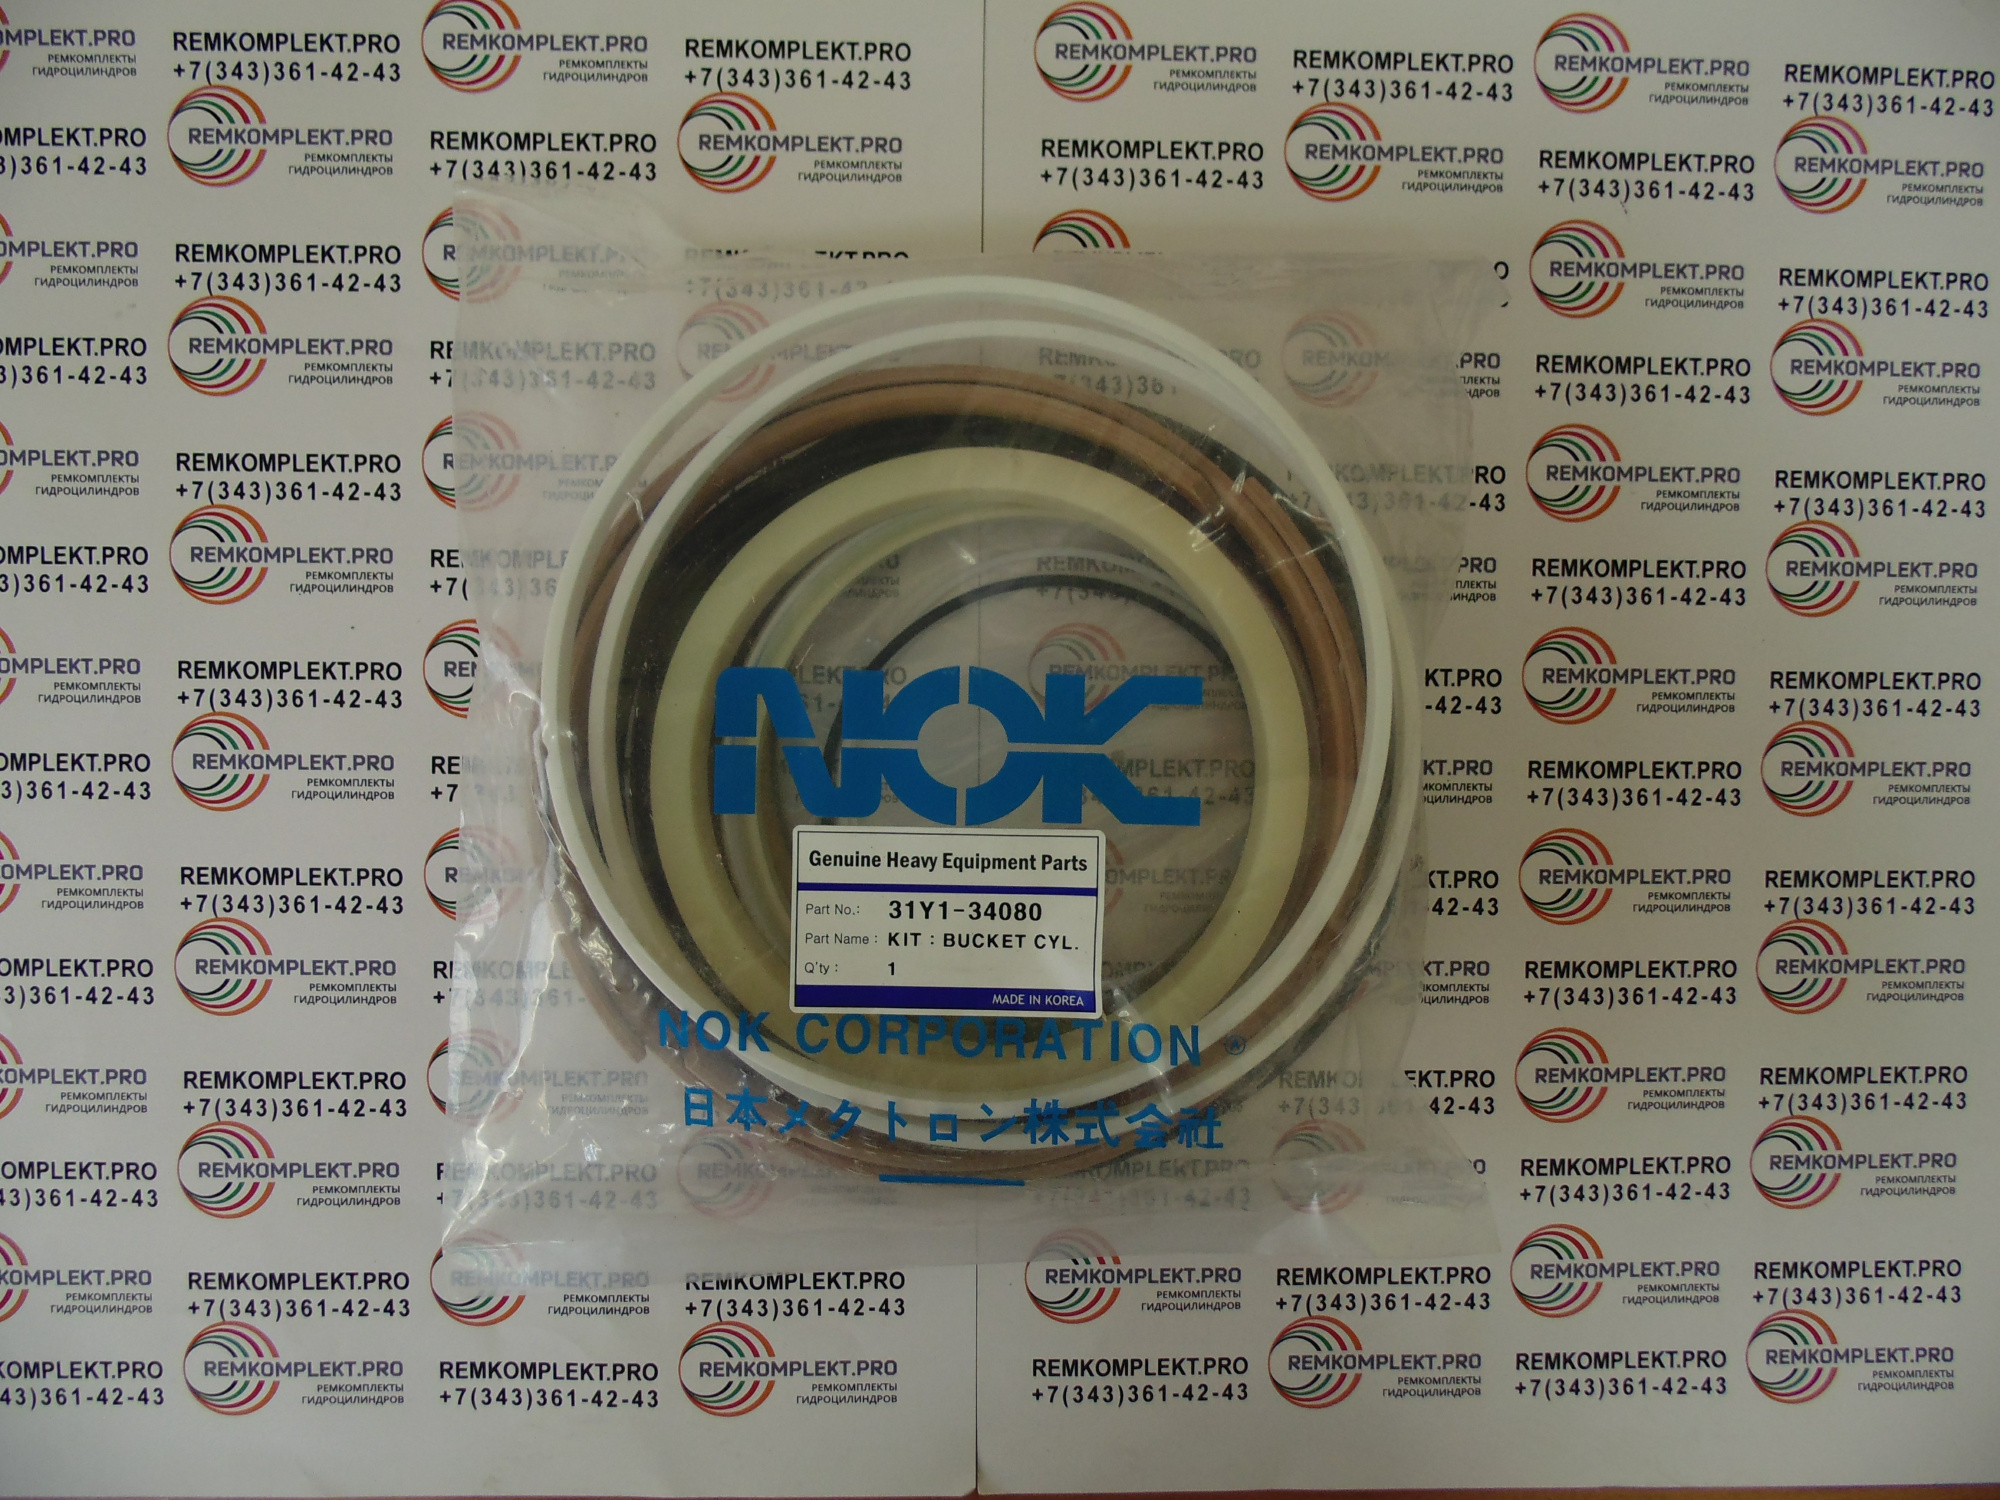 REMKOMPLEKT.PRO
+7(343)361-42-43
REMKOMPLEKT.PRO
РЕМКОМПЛЕКТЫ
ГИДРОЦИЛИНДРОВ
NOK
Genuine Heavy Equipment Parts
Part No.: 31Y1-34080
Part Name : KIT : BUCKET CYL.
Q'ty : 1
MADE IN KOREA
NOK CORPORATION ®
日本メクトロン株式会社